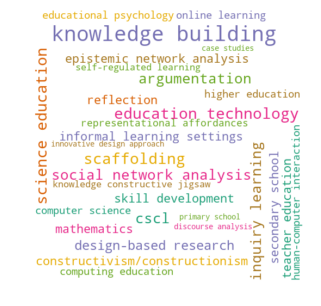 educational psychology online learning
knowledge building
case studies
epistemic network analysis
self-regulated learning
argumentation
higher education
reflection
education technology
representational affordances
informal learning settings
innovative design approach
scaffolding
social network analysis
knowledge constructive jigsaw
skill development
computer science
cscl
primary school
mathematics
discourse analysis
design-based research
constructivism/constructionism
computing education
science education
inquiry learning
secondary school
teacher education
human-computer interaction